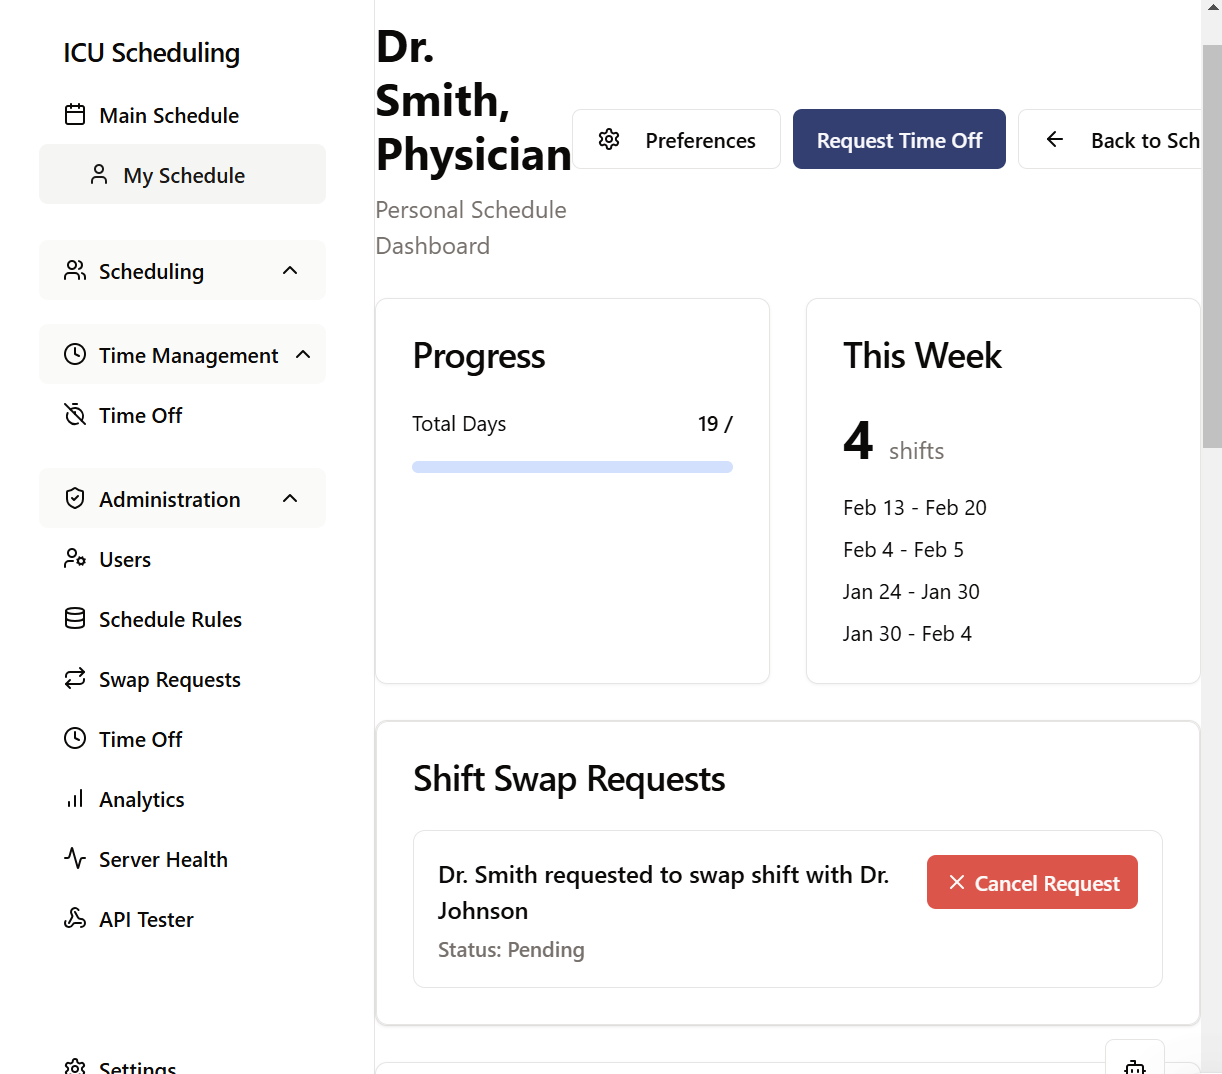 ICU Scheduling
Main Schedule
My Schedule
Scheduling
Time Management
Time Off
Administration
Users
Schedule Rules
Swap Requests
Time Off
Analytics
Server Health
API Tester
Settings
Dr.
Smith,
Physician
Personal Schedule
Dashboard
Preferences
Request Time Off
Back to Sch
Progress
Total Days 19 /
This Week
4 shifts
Feb 13 - Feb 20
Feb 4 - Feb 5
Jan 24 - Jan 30
Jan 30 - Feb 4
Shift Swap Requests
Dr. Smith requested to swap shift with Dr.
Johnson
Status: Pending
Cancel Request